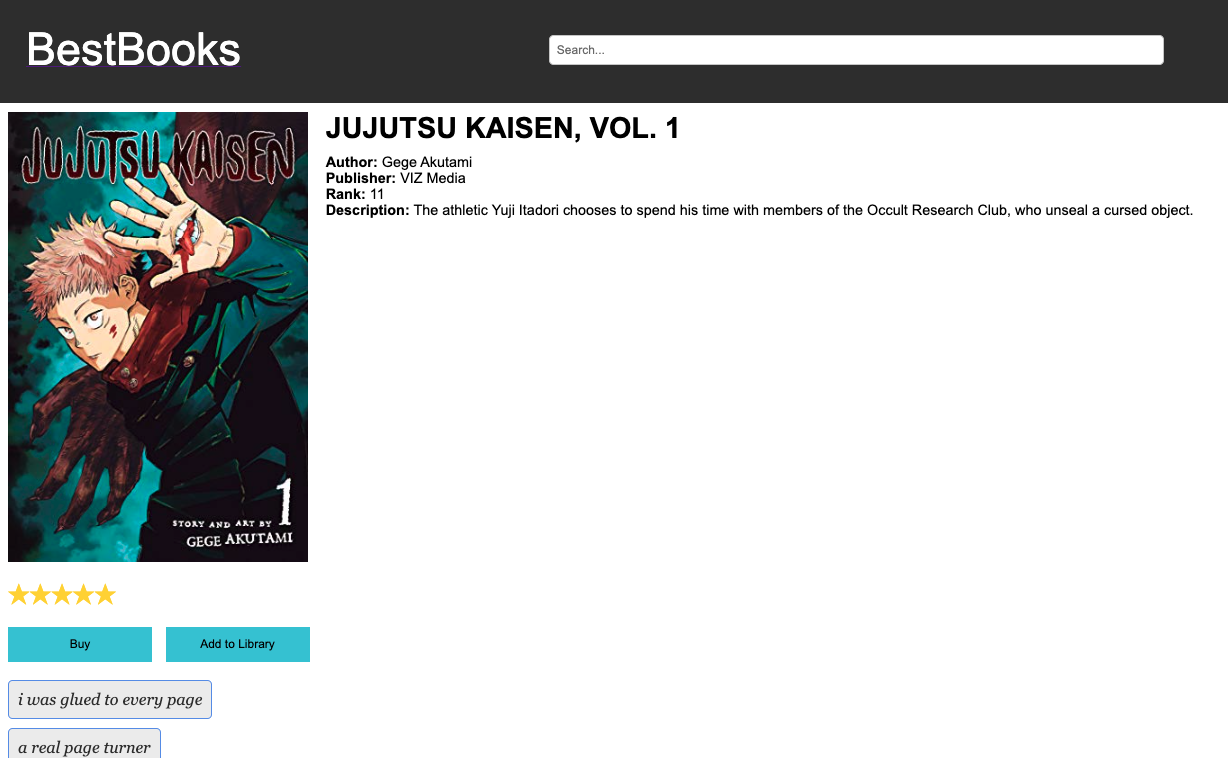 BestBooks
Search...
JUJUTSU KAISEN
STORY AND ART BY
GEGE AKUTAMI
1
JUJUTSU KAISEN, VOL. 1
Author: Gege Akutami
Publisher: VIZ Media
Rank: 11
Description: The athletic Yuji Itadori chooses to spend his time with members of the Occult Research Club, who unseal a cursed object.
Buy
Add to Library
i was glued to every page
a real page turner